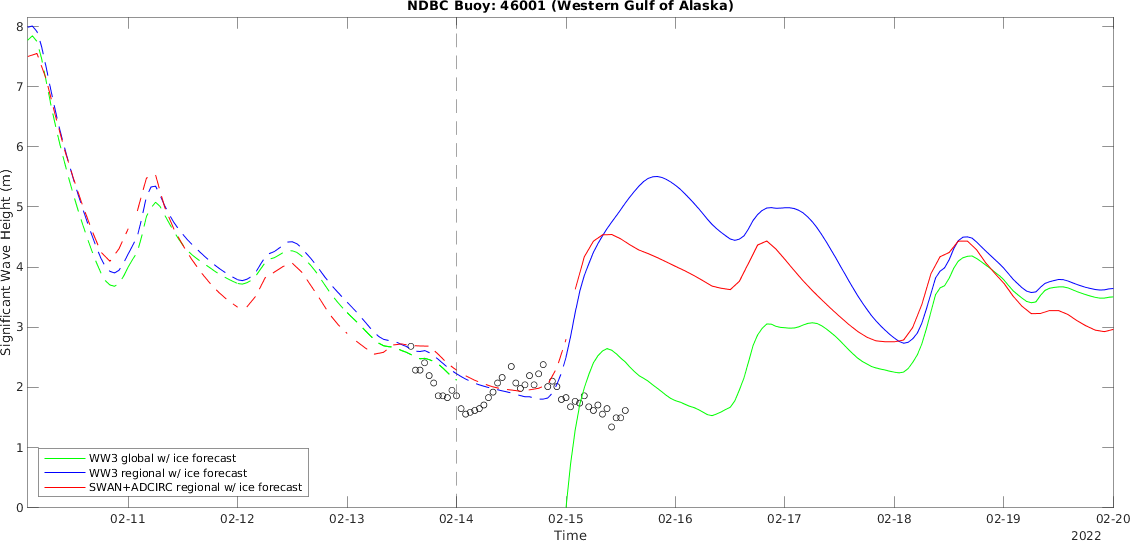 NDBC Buoy: 46001 (Western Gulf of Alaska)
8
7
6
5
4
3
2
1
0
Significant Wave Height (m)
WW3 global w/ ice forecast
WW3 regional w/ ice forecast
SWAN+ADCIRC regional w/ ice forecast
02-11 02-12 02-13 02-14 02-15 02-16 02-17 02-18 02-19 02-20
Time
2022